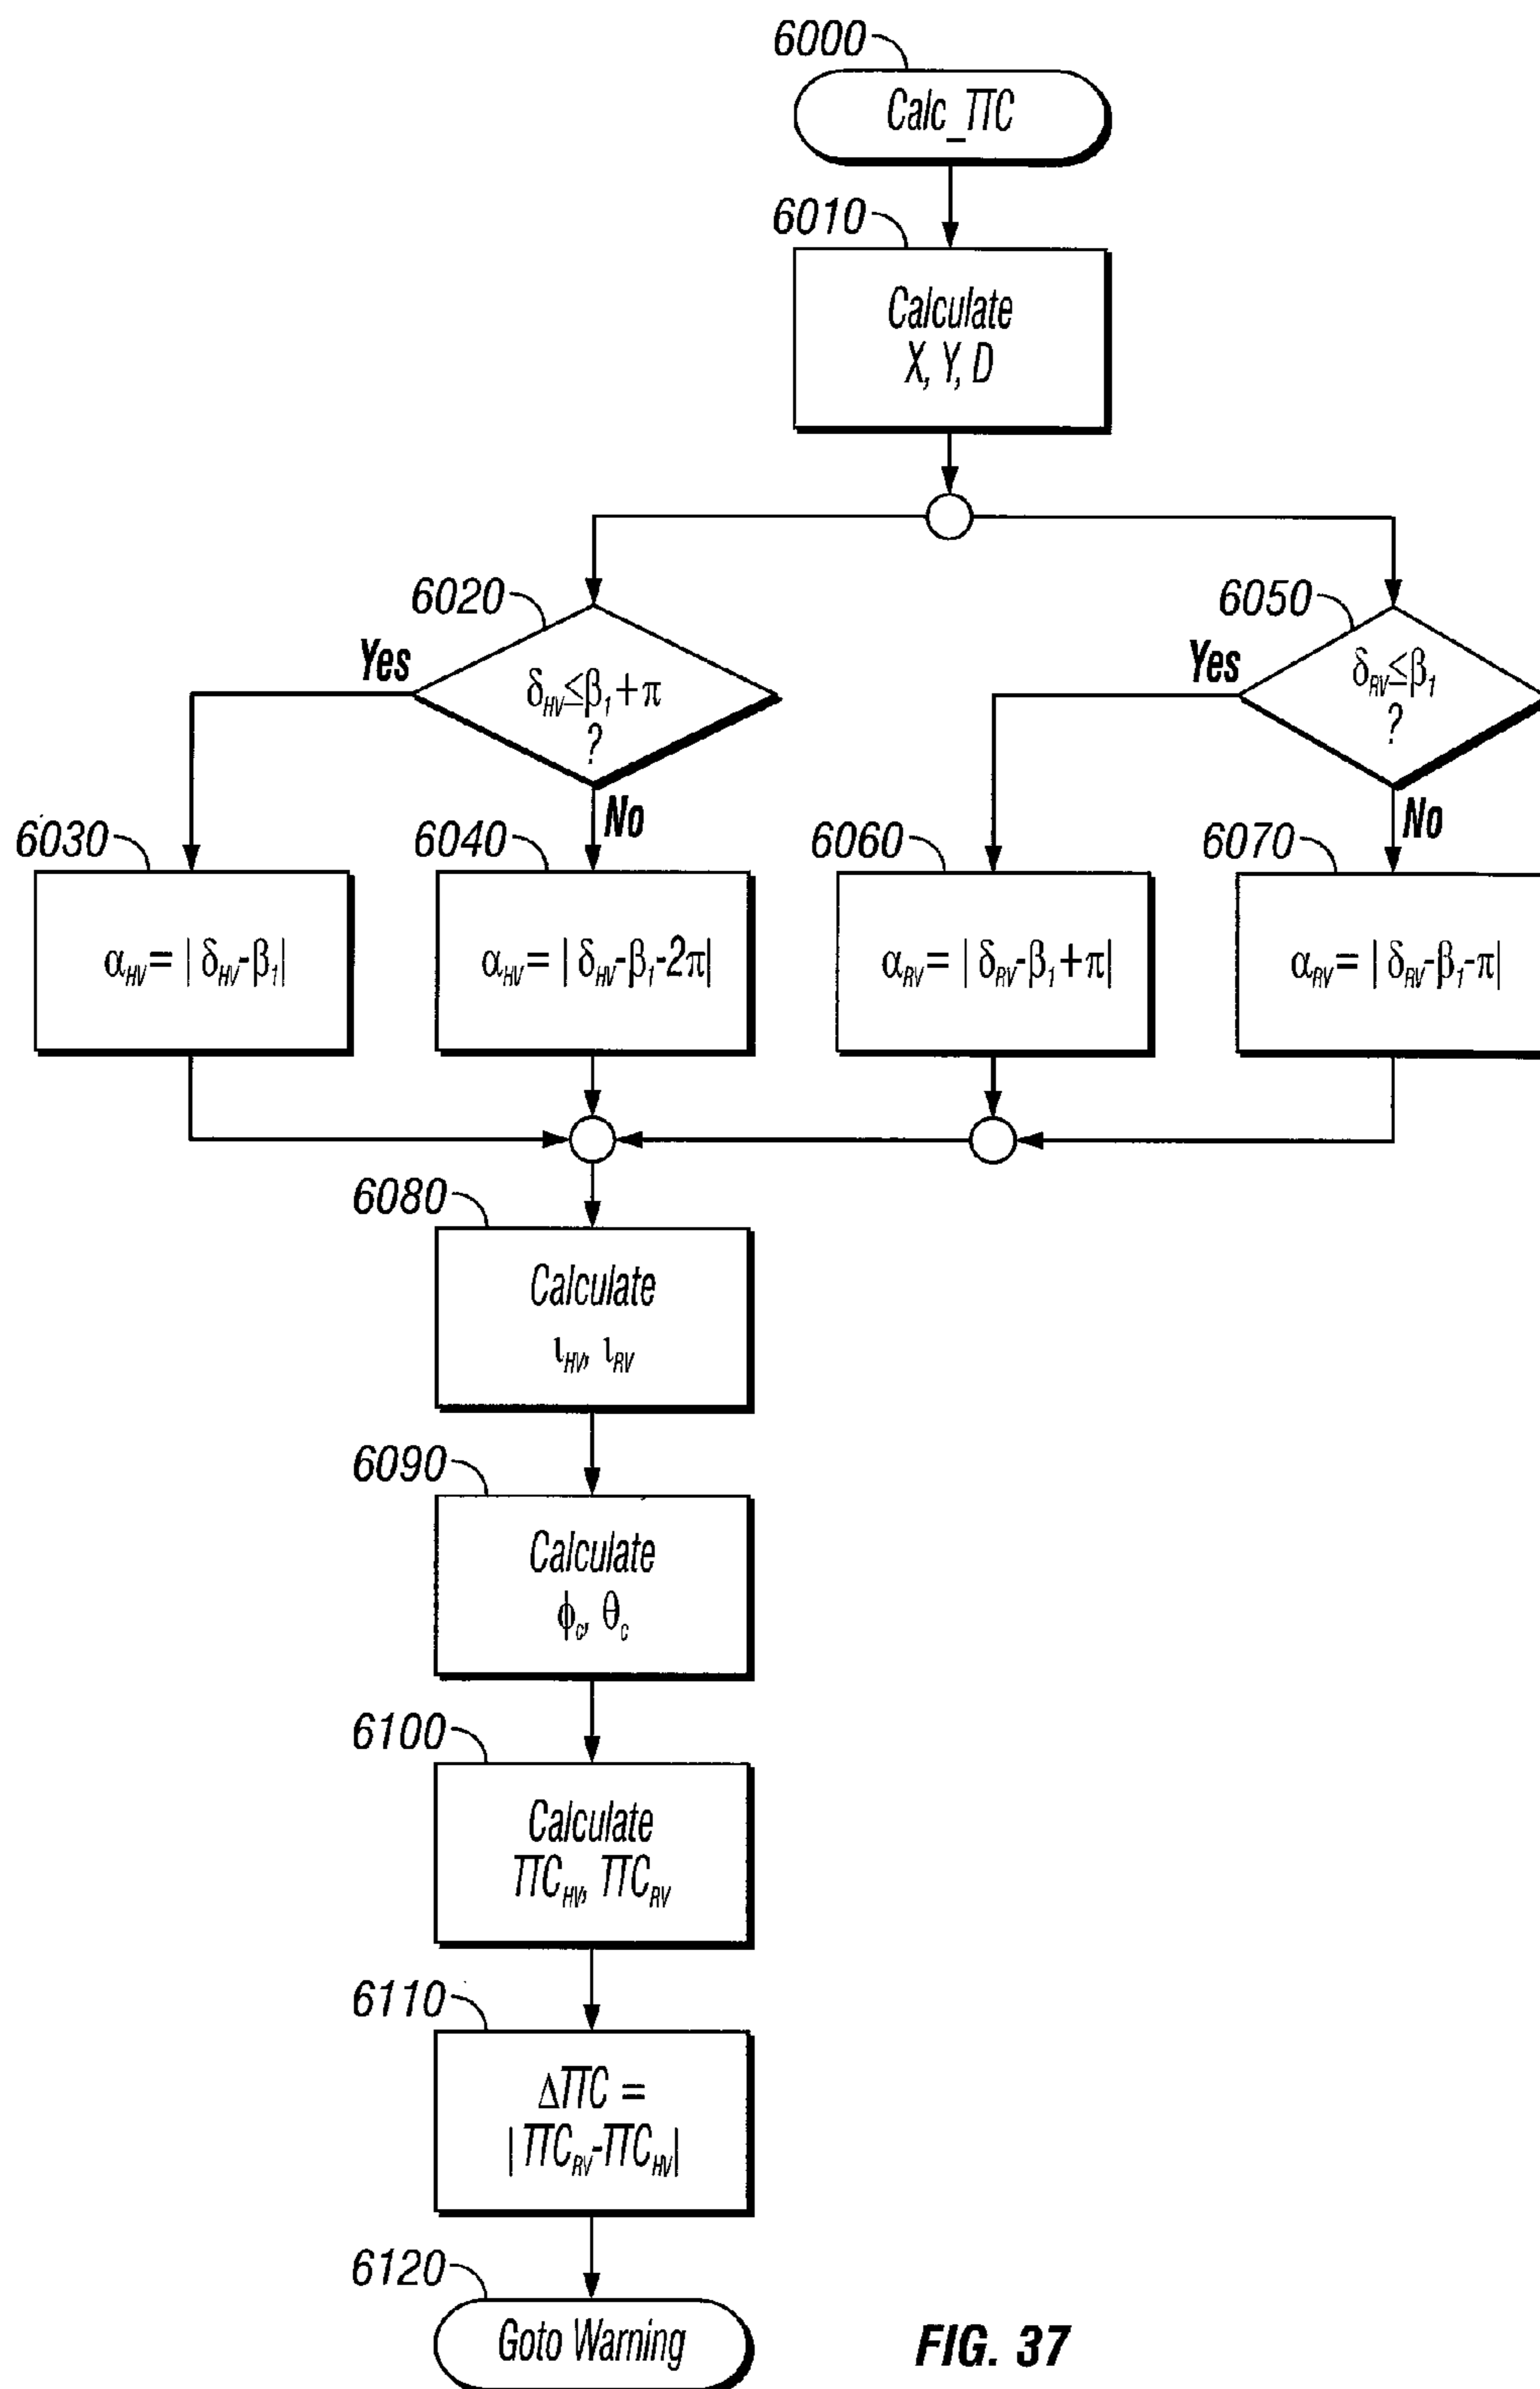 6000
Calc_TTC
6010
Calculate
X, Y, D
6020
Yes
δHV≤β1+π
?
No
6050
Yes
δRV≤β1
?
No
6030
αHV= | δHV-β1|
6040
αHV= | δHV-β1-2π|
6060
αRV= | δRV-β1+π|
6070
αRV= | δRV-β1-π|
6080
Calculate
ιHV, ιRV
6090
Calculate
ϕc, θc
6100
Calculate
TTCHV, TTCRV
6110
ΔTTC =
| TTCRV-TTCHV|
6120
Goto Warning
FIG. 37